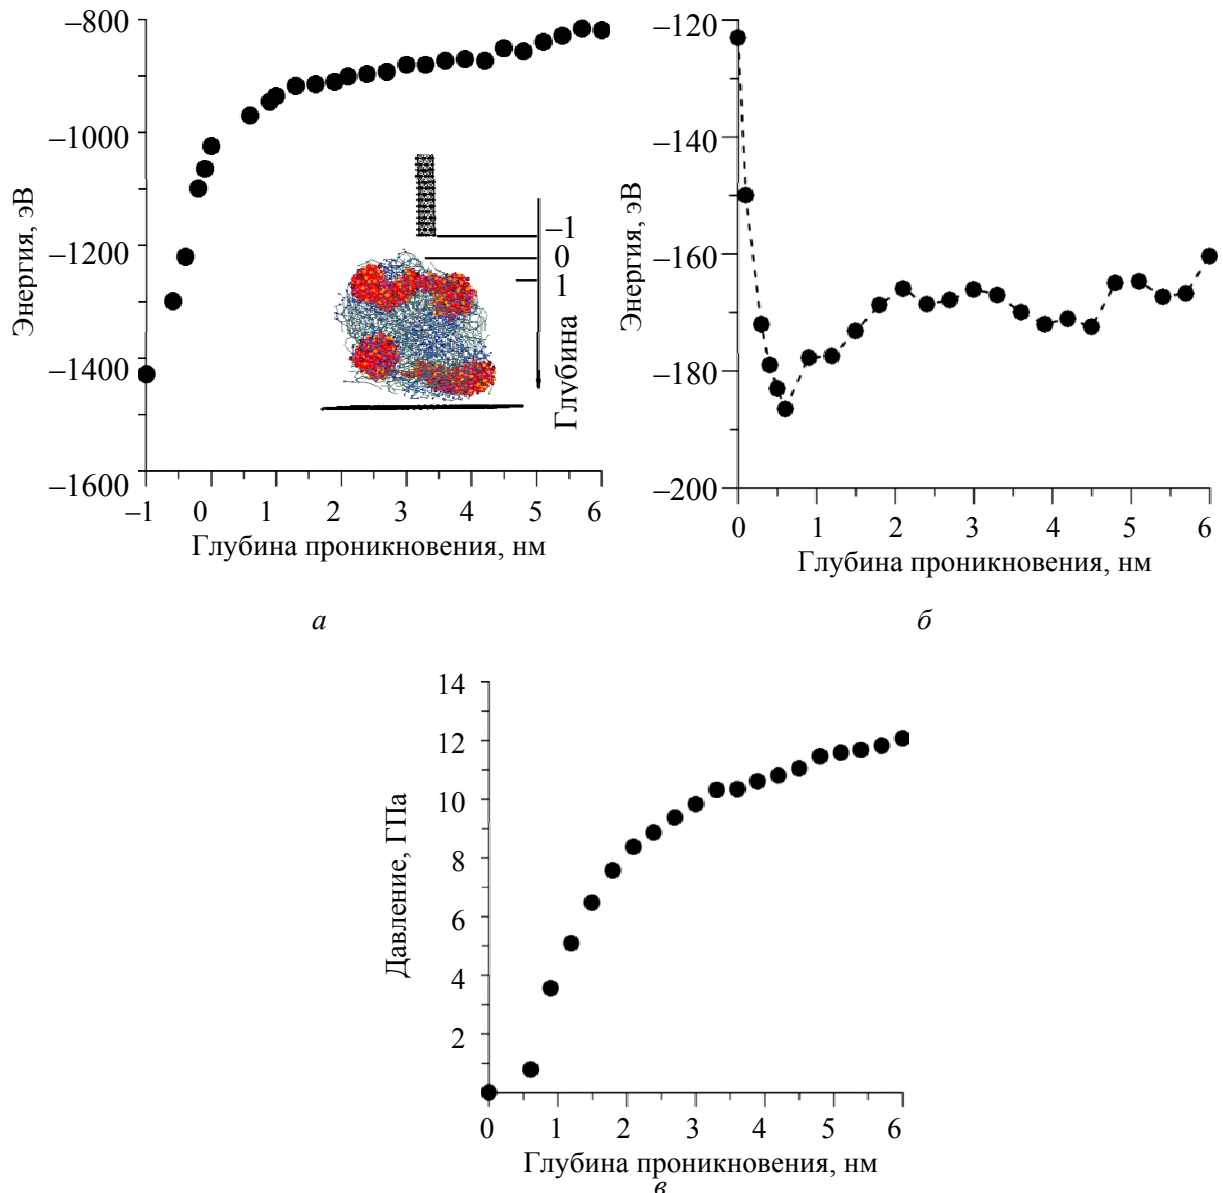 –800
–1000
–1200
–1400
–1600
Энергия, эВ
–1
0
1
Глубина
–1 0 1 2 3 4 5 6
Глубина проникновения, нм
а
–120
–140
–160
–180
–200
Энергия, эВ
0 1 2 3 4 5 6
Глубина проникновения, нм
б
14
12
10
8
6
4
2
Давление, ГПа
0 1 2 3 4 5 6
Глубина проникновения, нм
в